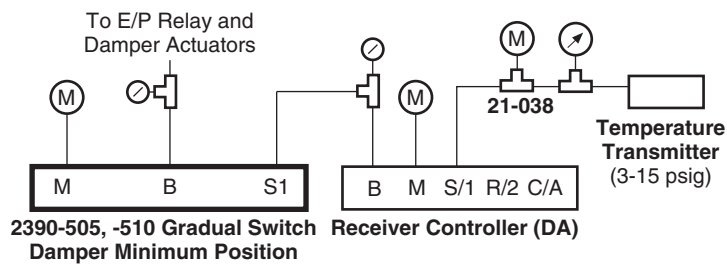 To E/P Relay and
Damper Actuators
M
M
M
21-038
Temperature
Transmitter
(3-15 psig)
M B S1
B M S/1 R/2 C/A
2390-505, -510 Gradual Switch
Damper Minimum Position
Receiver Controller (DA)